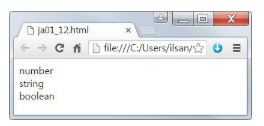 ja01_12.html
file:///C:/Users/ilsan/
number
string
boolean